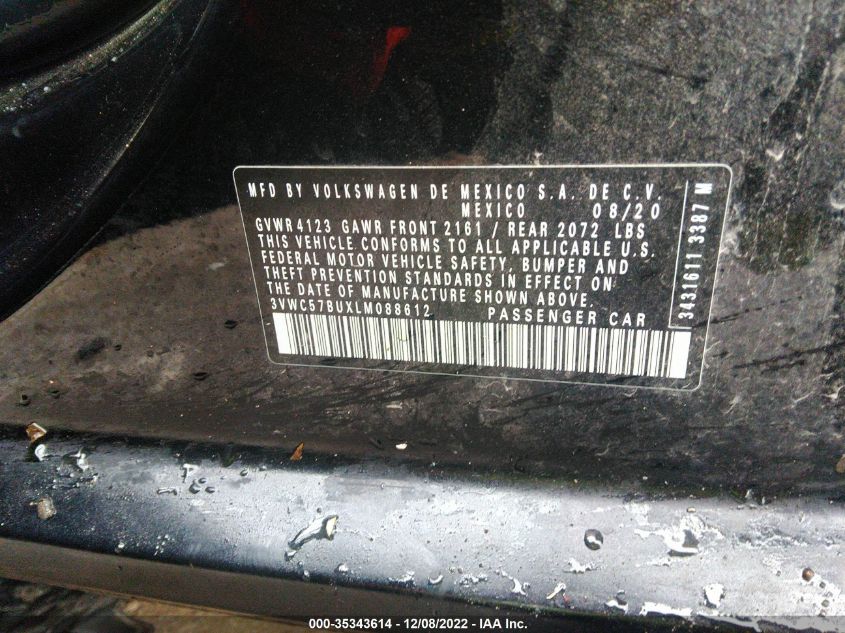 MFD BY VOLKSWAGEN DE MEXICO S.A. DE C.V.
MEXICO 08/20
GVWR 4123 GAWR FRONT 2161 / REAR 2072 LBS
THIS VEHICLE CONFORMS TO ALL APPLICABLE U.S.
FEDERAL MOTOR VEHICLE SAFETY, BUMPER AND
THEFT PREVENTION STANDARDS IN EFFECT ON
THE DATE OF MANUFACTURE SHOWN ABOVE.
3VWC57BUXLM088612 PASSENGER CAR
3431611 3387 M
000-35343614 - 12/08/2022 - IAA Inc.